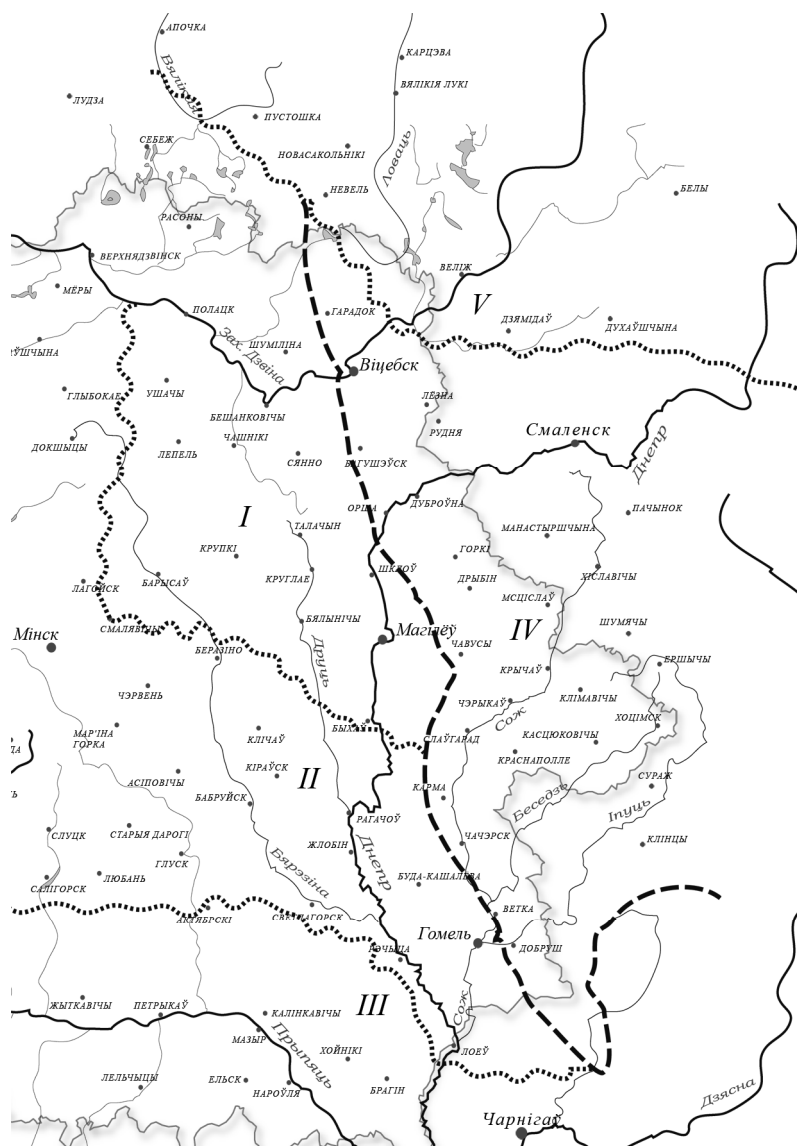 АПОЧКА
Вялікая
КАРЦЭВА
ВЯЛІКІЯ ЛУКІ
ЛУДЗА
ПУСТОШКА
СЕБЕЖ
НОВАСАКОЛЬНІКІ
Ловаць
НЕВЕЛЬ
БЕЛЫ
РАСОНЫ
ВЕРХНЯДЗВІНСК
ВЕЛІЖ
МЁРЫ
ПОЛАЦК
ГАРАДОК
V
ДЗЯМІДАЎ
ДУХАЎШЧЫНА
Зах. Дзвіна
ШУМІЛІНА
ЎШЧЫНА
Віцебск
ГЛЫБОКАЕ
УШАЧЫ
ЛЁЗНА
БЕШАНКОВІЧЫ
РУДНЯ
Смаленск
Днепр
ДОКШЫЦЫ
ЛЕПЕЛЬ
ЧАШНІКІ
СЯННО
БАГУШЭЎСК
ОРША
ДУБРОЎНА
ПАЧЫНОК
I
ТАЛАЧЫН
МАНАСТЫРШЧЫНА
КРУПКІ
ГОРКІ
ЛАГОЙСК
БАРЫСАЎ
КРУГЛАЕ
ШКЛОЎ
ДРЫБІН
ХІСЛАВІЧЫ
МСЦІСЛАЎ
СМАЛЯВІЧЫ
БЯЛЫНІЧЫ
Мінск
Магілёў
IV
ШУМЯЧЫ
БЕРАЗІНО
Друць
ЧАВУСЫ
КРЫЧАЎ
ЕРШЫЧЫ
ЧЭРВЕНЬ
ЧЭРЫКАЎ
КЛІМАВІЧЫ
Сож
ХОЦІМСК
МАР'ІНА
ГОРКА
КЛІЧАЎ
БЫХАЎ
СЛАЎГАРАД
КАСЦЮКОВІЧЫ
ДА
КРАСНАПОЛЛЕ
АСІПОВІЧЫ
КІРАЎСК
II
СУРАЖ
Ь
БАБРУЙСК
КАРМА
Беседзь
Іпуць
РАГАЧОЎ
СЛУЦК
СТАРЫЯ ДАРОГІ
ЖЛОБІН
Днепр
ЧАЧЭРСК
КЛІНЦЫ
ГЛУСК
ЛЮБАНЬ
САЛІГОРСК
Бярэзіна
БУДА-КАШАЛЁВА
АКТЯБРСКІ
СВЕТЛАГОРСК
ВЕТКА
Гомель
РЭЧЫЦА
ДОБРУШ
ЖЫТКАВІЧЫ
ПЕТРЫКАЎ
III
КАЛІНКАВІЧЫ
МАЗЫР
Сож
ЛОЕЎ
Прыпяць
ХОЙНІКІ
ЛЕЛЬЧЫЦЫ
ЕЛЬСК
НАРОЎЛЯ
БРАГІН
Чарнігаў
Дзясна